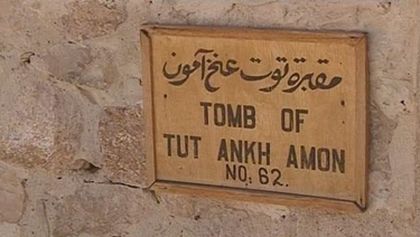 مقبرة توت عنخ آمون
TOMB OF
TUT ANKH AMON
NO: 62.